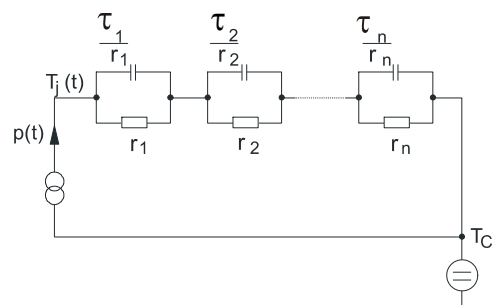 τ1/r1 τ2/r2 τn/rn
Tj (t)
p(t)
r1 r2 rn
TC